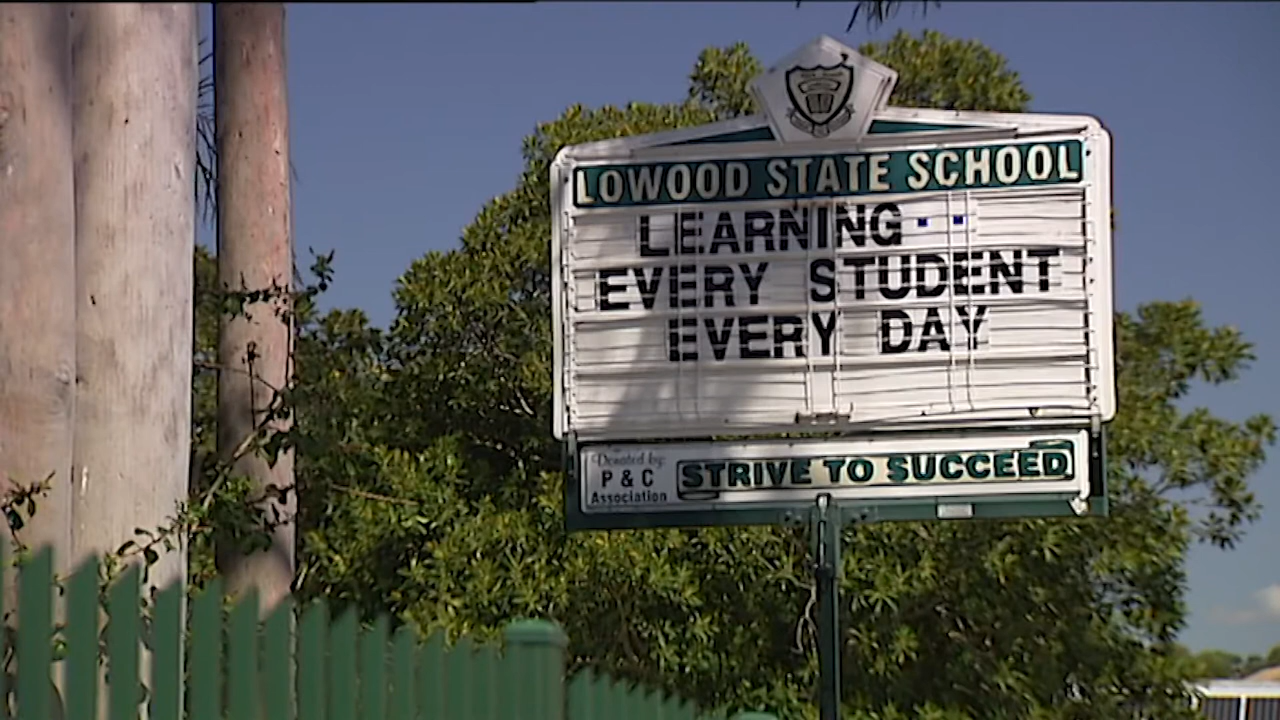 LOWOOD STATE SCHOOL
LEARNING··
EVERY STUDENT
EVERY DAY
Donated by:
P & C
Association
STRIVE TO SUCCEED